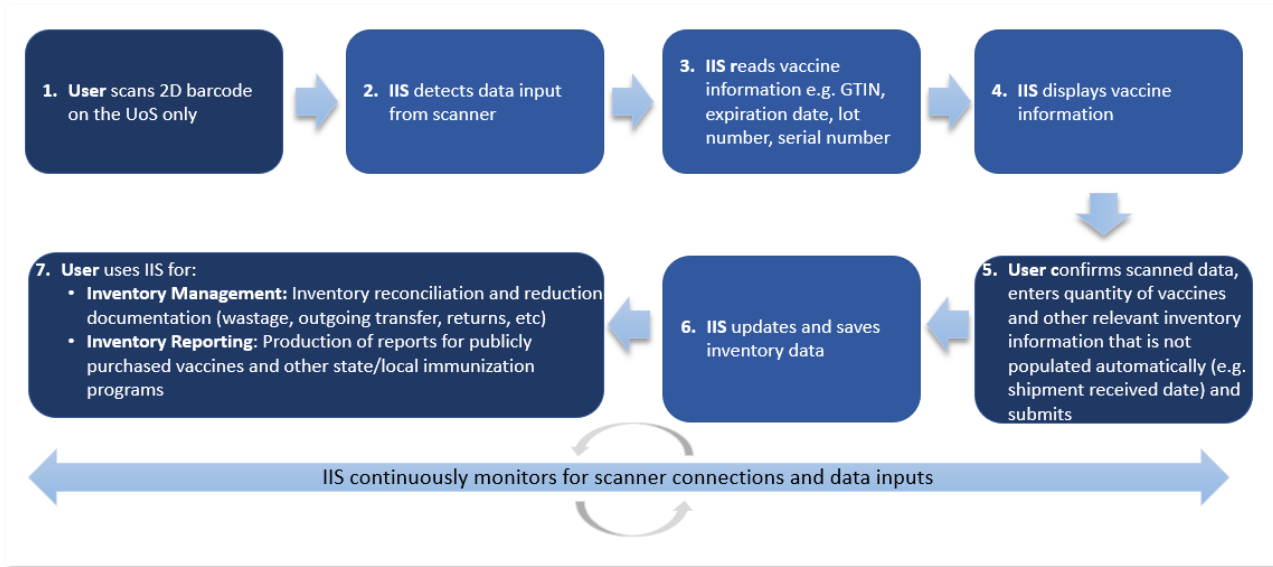 1. User scans 2D barcode
on the UoS only
2. IIS detects data input
from scanner
3. IIS reads vaccine
information e.g. GTIN,
expiration date, lot
number, serial number
4. IIS displays vaccine
information
5. User confirms scanned data,
enters quantity of vaccines
and other relevant inventory
information that is not
populated automatically (e.g.
shipment received date) and
submits
6. IIS updates and saves
inventory data
7. User uses IIS for:
• Inventory Management: Inventory reconciliation and reduction
documentation (wastage, outgoing transfer, returns, etc)
• Inventory Reporting: Production of reports for publicly
purchased vaccines and other state/local immunization
programs
IIS continuously monitors for scanner connections and data inputs